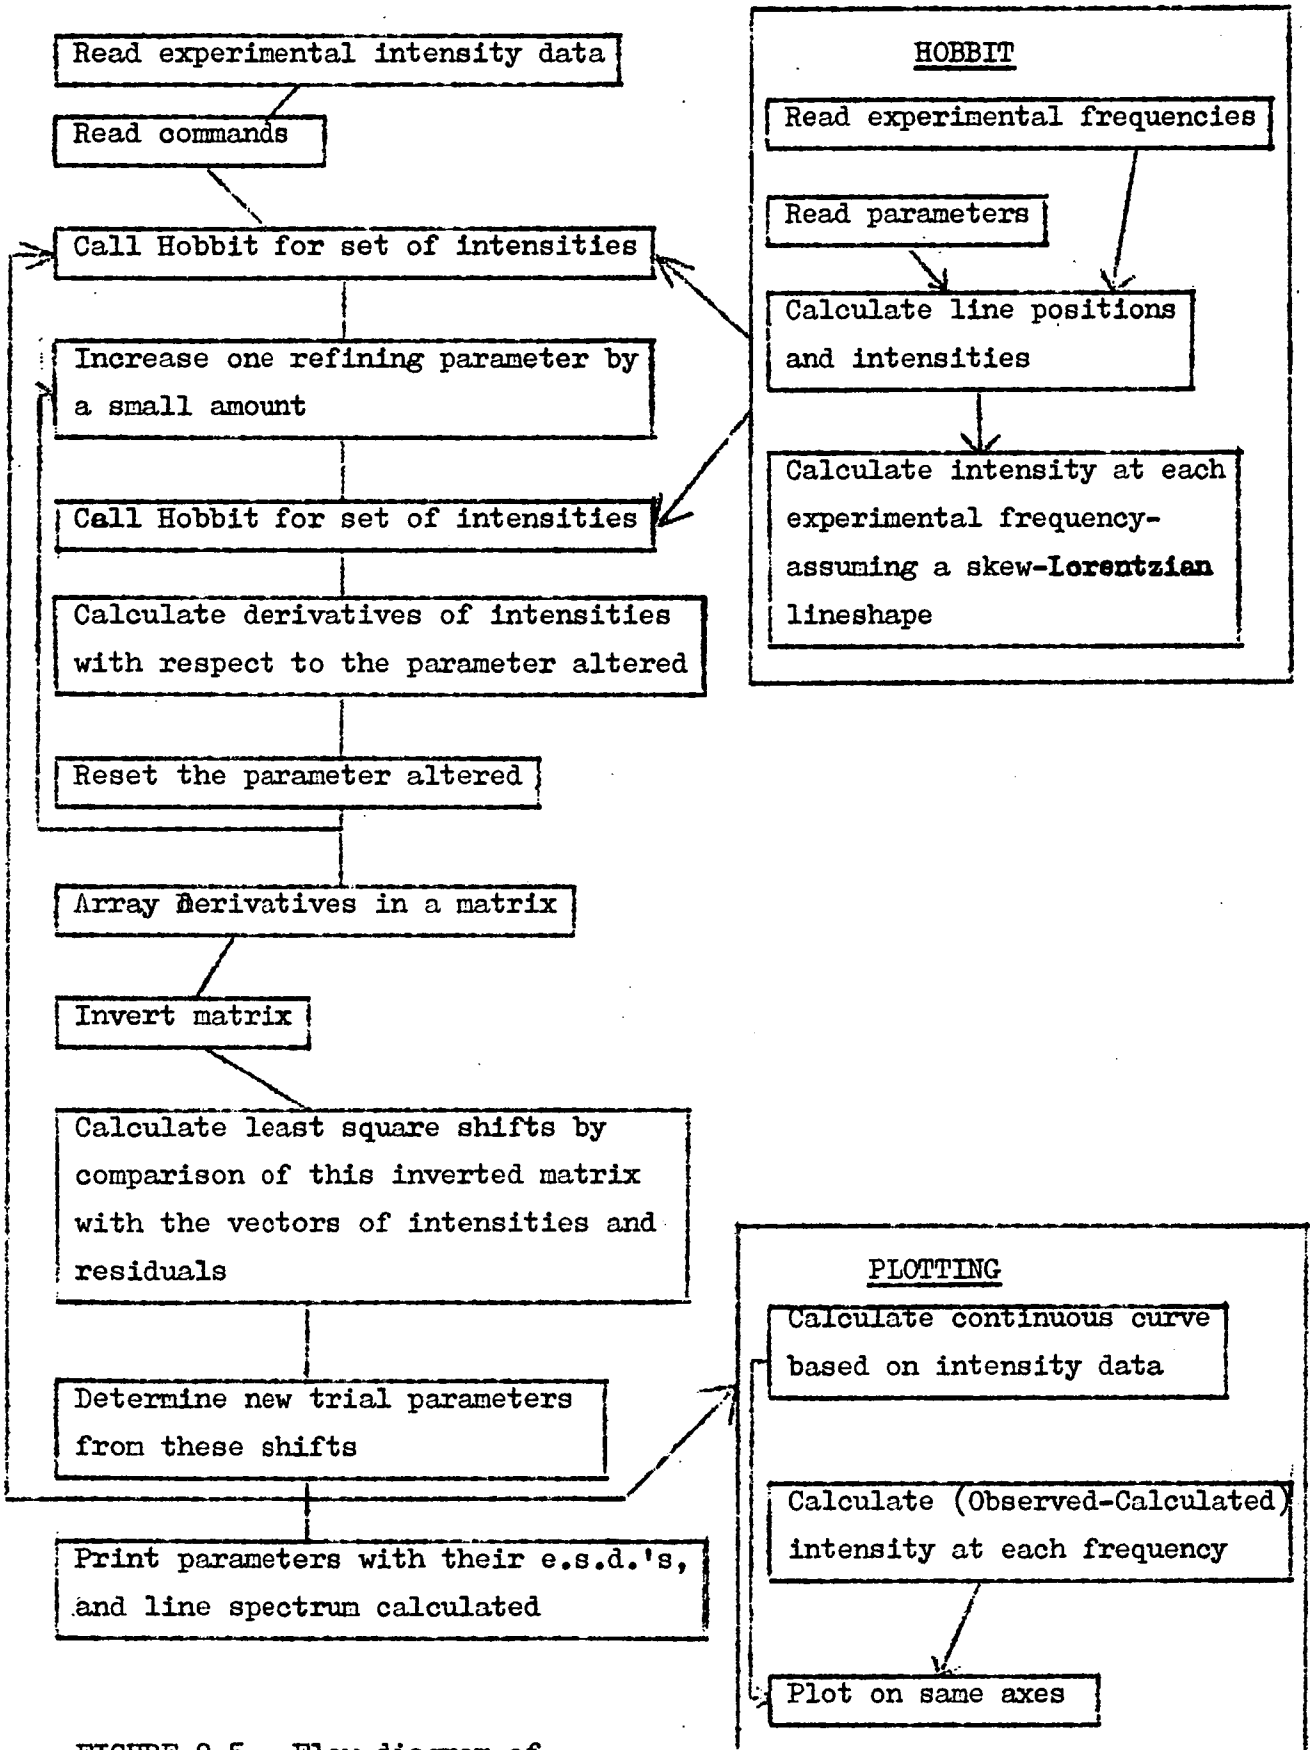 Read experimental intensity data
Read commands
Call Hobbit for set of intensities
Increase one refining parameter by
a small amount
Call Hobbit for set of intensities
Calculate derivatives of intensities
with respect to the parameter altered
Reset the parameter altered
Array Derivatives in a matrix
Invert matrix
Calculate least square shifts by
comparison of this inverted matrix
with the vectors of intensities and
residuals
Determine new trial parameters
from these shifts
Print parameters with their e.s.d.'s,
and line spectrum calculated
HOBBIT
Read experimental frequencies
Read parameters
Calculate line positions
and intensities
Calculate intensity at each
experimental frequency-
assuming a skew-Lorentzian
lineshape
PLOTTING
Calculate continuous curve
based on intensity data
Calculate (Observed-Calculated)
intensity at each frequency
Plot on same axes
FIGURE 2.5 Flow diagram of